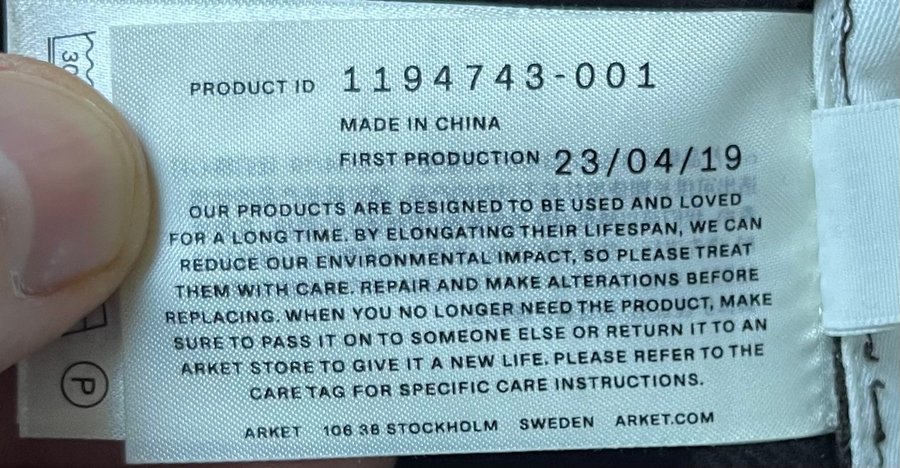 PRODUCT ID 1194743-001
MADE IN CHINA
FIRST PRODUCTION 23/04/19
OUR PRODUCTS ARE DESIGNED TO BE USED AND LOVED
FOR A LONG TIME. BY ELONGATING THEIR LIFESPAN, WE CAN
REDUCE OUR ENVIRONMENTAL IMPACT, SO PLEASE TREAT
THEM WITH CARE. REPAIR AND MAKE ALTERATIONS BEFORE
REPLACING. WHEN YOU NO LONGER NEED THE PRODUCT, MAKE
SURE TO PASS IT ON TO SOMEONE ELSE OR RETURN IT TO AN
ARKET STORE TO GIVE IT A NEW LIFE. PLEASE REFER TO THE
CARE TAG FOR SPECIFIC CARE INSTRUCTIONS.
ARKET 106 38 STOCKHOLM SWEDEN ARKET.COM
30
P